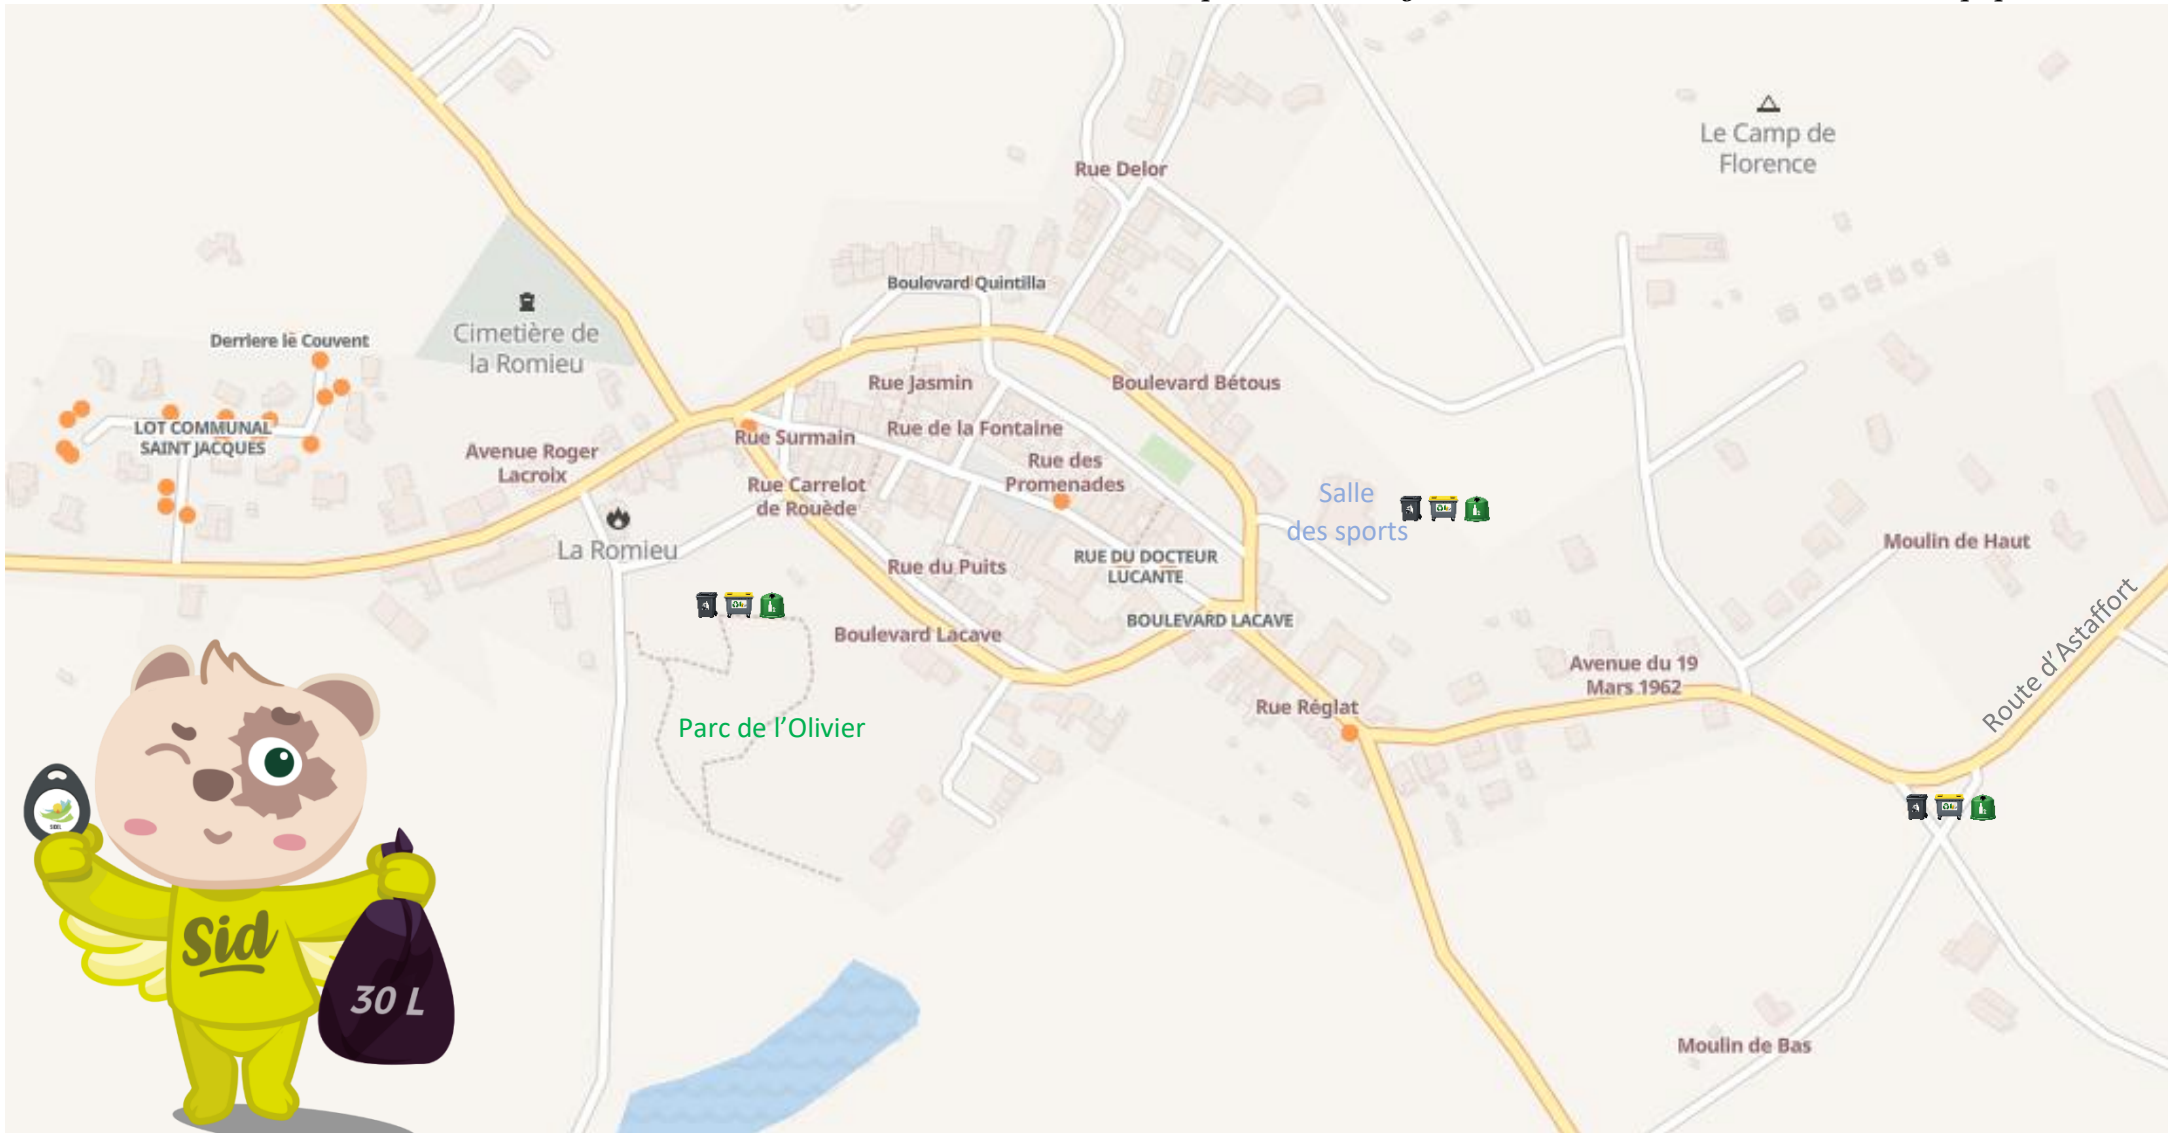 Rue Delor
Le Camp de
Florence
Boulevard Quintilla
Cimetière de
la Romieu
Derriere le Couvent
Rue Jasmin
Boulevard Bétous
LOT COMMUNAL
SAINT JACQUES
Avenue Roger
Lacroix
Rue Surmain
Rue de la Fontaine
Rue des
Promenades
Rue Carrelot
de Rouède
Salle
des sports
La Romieu
Rue du Puits
RUE DU DOCTEUR
LUCANTE
Moulin de Haut
BOULEVARD LACAVE
Boulevard Lacave
Route d'Astaffort
Avenue du 19
Mars 1962
Rue Réglat
Parc de l'Olivier
Sid
30 L
Moulin de Bas